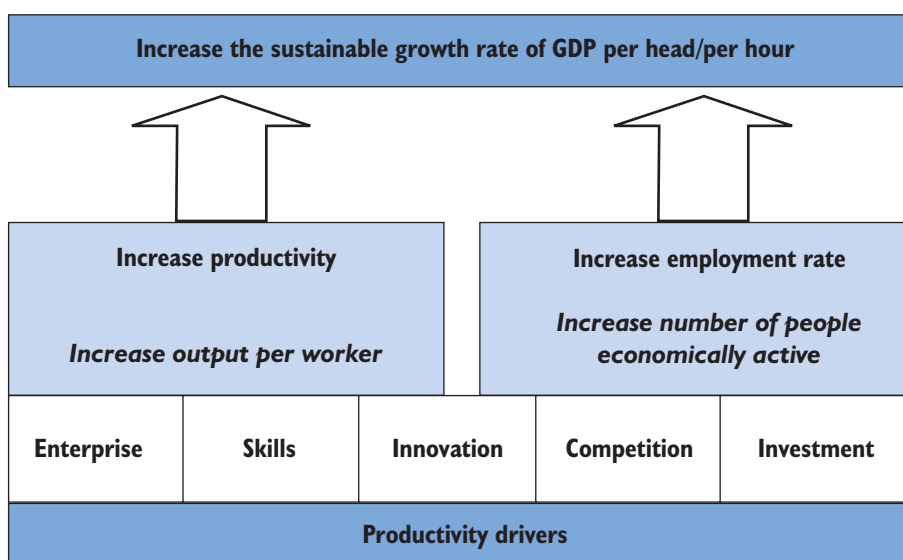 Increase the sustainable growth rate of GDP per head/per hour
Increase productivity
Increase output per worker
Increase employment rate
Increase number of people
economically active
Enterprise
Skills
Innovation
Competition
Investment
Productivity drivers